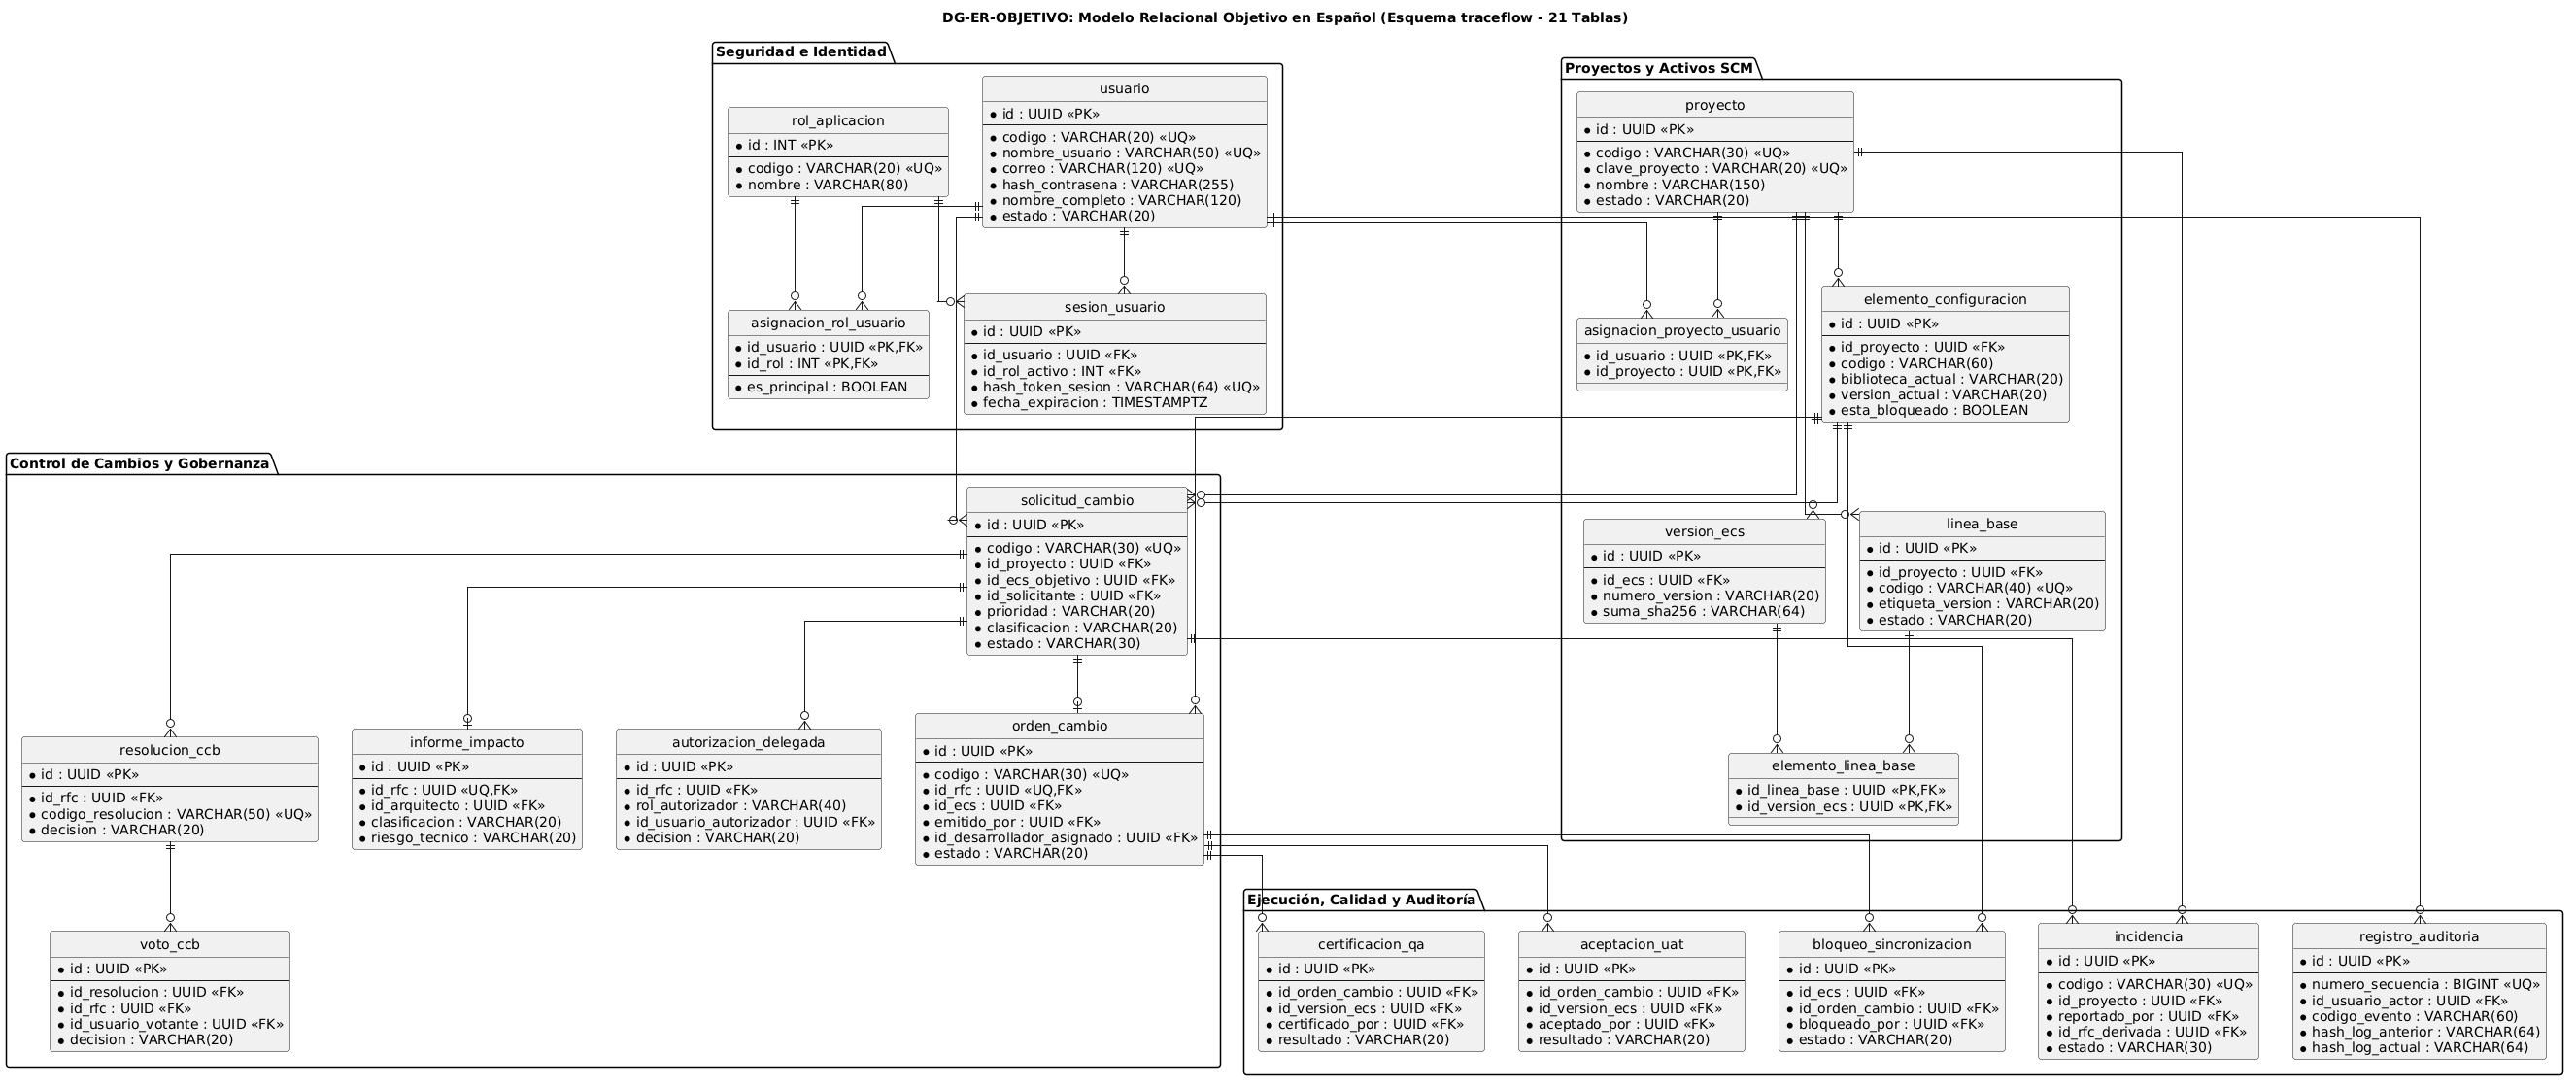 DG-ER-OBJETIVO: Modelo Relacional Objetivo en Español (Esquema traceflow - 21 Tablas)
Seguridad e Identidad
usuario
id : UUID «PK»
codigo : VARCHAR(20) «UQ»
nombre_usuario : VARCHAR(50) «UQ»
correo : VARCHAR(120) «UQ»
hash_contrasena : VARCHAR(255)
nombre_completo : VARCHAR(120)
estado : VARCHAR(20)
rol_aplicacion
id : INT «PK»
codigo : VARCHAR(20) «UQ»
nombre : VARCHAR(80)
asignacion_rol_usuario
id_usuario : UUID «PK,FK»
id_rol : INT «PK,FK»
es_principal : BOOLEAN
sesion_usuario
id : UUID «PK»
id_usuario : UUID «FK»
id_rol_activo : INT «FK»
hash_token_sesion : VARCHAR(64) «UQ»
fecha_expiracion : TIMESTAMPTZ
Proyectos y Activos SCM
proyecto
id : UUID «PK»
codigo : VARCHAR(30) «UQ»
clave_proyecto : VARCHAR(20) «UQ»
nombre : VARCHAR(150)
estado : VARCHAR(20)
asignacion_proyecto_usuario
id_usuario : UUID «PK,FK»
id_proyecto : UUID «PK,FK»
elemento_configuracion
id : UUID «PK»
id_proyecto : UUID «FK»
codigo : VARCHAR(60)
biblioteca_actual : VARCHAR(20)
version_actual : VARCHAR(20)
esta_bloqueado : BOOLEAN
version_ecs
id : UUID «PK»
id_ecs : UUID «FK»
numero_version : VARCHAR(20)
suma_sha256 : VARCHAR(64)
linea_base
id : UUID «PK»
id_proyecto : UUID «FK»
codigo : VARCHAR(40) «UQ»
etiqueta_version : VARCHAR(20)
estado : VARCHAR(20)
elemento_linea_base
id_linea_base : UUID «PK,FK»
id_version_ecs : UUID «PK,FK»
Control de Cambios y Gobernanza
solicitud_cambio
id : UUID «PK»
codigo : VARCHAR(30) «UQ»
id_proyecto : UUID «FK»
id_ecs_objetivo : UUID «FK»
id_solicitante : UUID «FK»
prioridad : VARCHAR(20)
clasificacion : VARCHAR(20)
estado : VARCHAR(30)
resolucion_ccb
id : UUID «PK»
id_rfc : UUID «FK»
codigo_resolucion : VARCHAR(50) «UQ»
decision : VARCHAR(20)
informe_impacto
id : UUID «PK»
id_rfc : UUID «UQ,FK»
id_arquitecto : UUID «FK»
clasificacion : VARCHAR(20)
riesgo_tecnico : VARCHAR(20)
autorizacion_delegada
id : UUID «PK»
id_rfc : UUID «FK»
rol_autorizador : VARCHAR(40)
id_usuario_autorizador : UUID «FK»
decision : VARCHAR(20)
orden_cambio
id : UUID «PK»
codigo : VARCHAR(30) «UQ»
id_rfc : UUID «UQ,FK»
id_ecs : UUID «FK»
emitido_por : UUID «FK»
id_desarrollador_asignado : UUID «FK»
estado : VARCHAR(20)
voto_ccb
id : UUID «PK»
id_resolucion : UUID «FK»
id_rfc : UUID «FK»
id_usuario_votante : UUID «FK»
decision : VARCHAR(20)
Ejecución, Calidad y Auditoría
certificacion_qa
id : UUID «PK»
id_orden_cambio : UUID «FK»
id_version_ecs : UUID «FK»
certificado_por : UUID «FK»
resultado : VARCHAR(20)
aceptacion_uat
id : UUID «PK»
id_orden_cambio : UUID «FK»
id_version_ecs : UUID «FK»
aceptado_por : UUID «FK»
resultado : VARCHAR(20)
bloqueo_sincronizacion
id : UUID «PK»
id_ecs : UUID «FK»
id_orden_cambio : UUID «FK»
bloqueado_por : UUID «FK»
estado : VARCHAR(20)
incidencia
id : UUID «PK»
codigo : VARCHAR(30) «UQ»
id_proyecto : UUID «FK»
reportado_por : UUID «FK»
id_rfc_derivada : UUID «FK»
estado : VARCHAR(30)
registro_auditoria
id : UUID «PK»
numero_secuencia : BIGINT «UQ»
id_usuario_actor : UUID «FK»
codigo_evento : VARCHAR(60)
hash_log_anterior : VARCHAR(64)
hash_log_actual : VARCHAR(64)